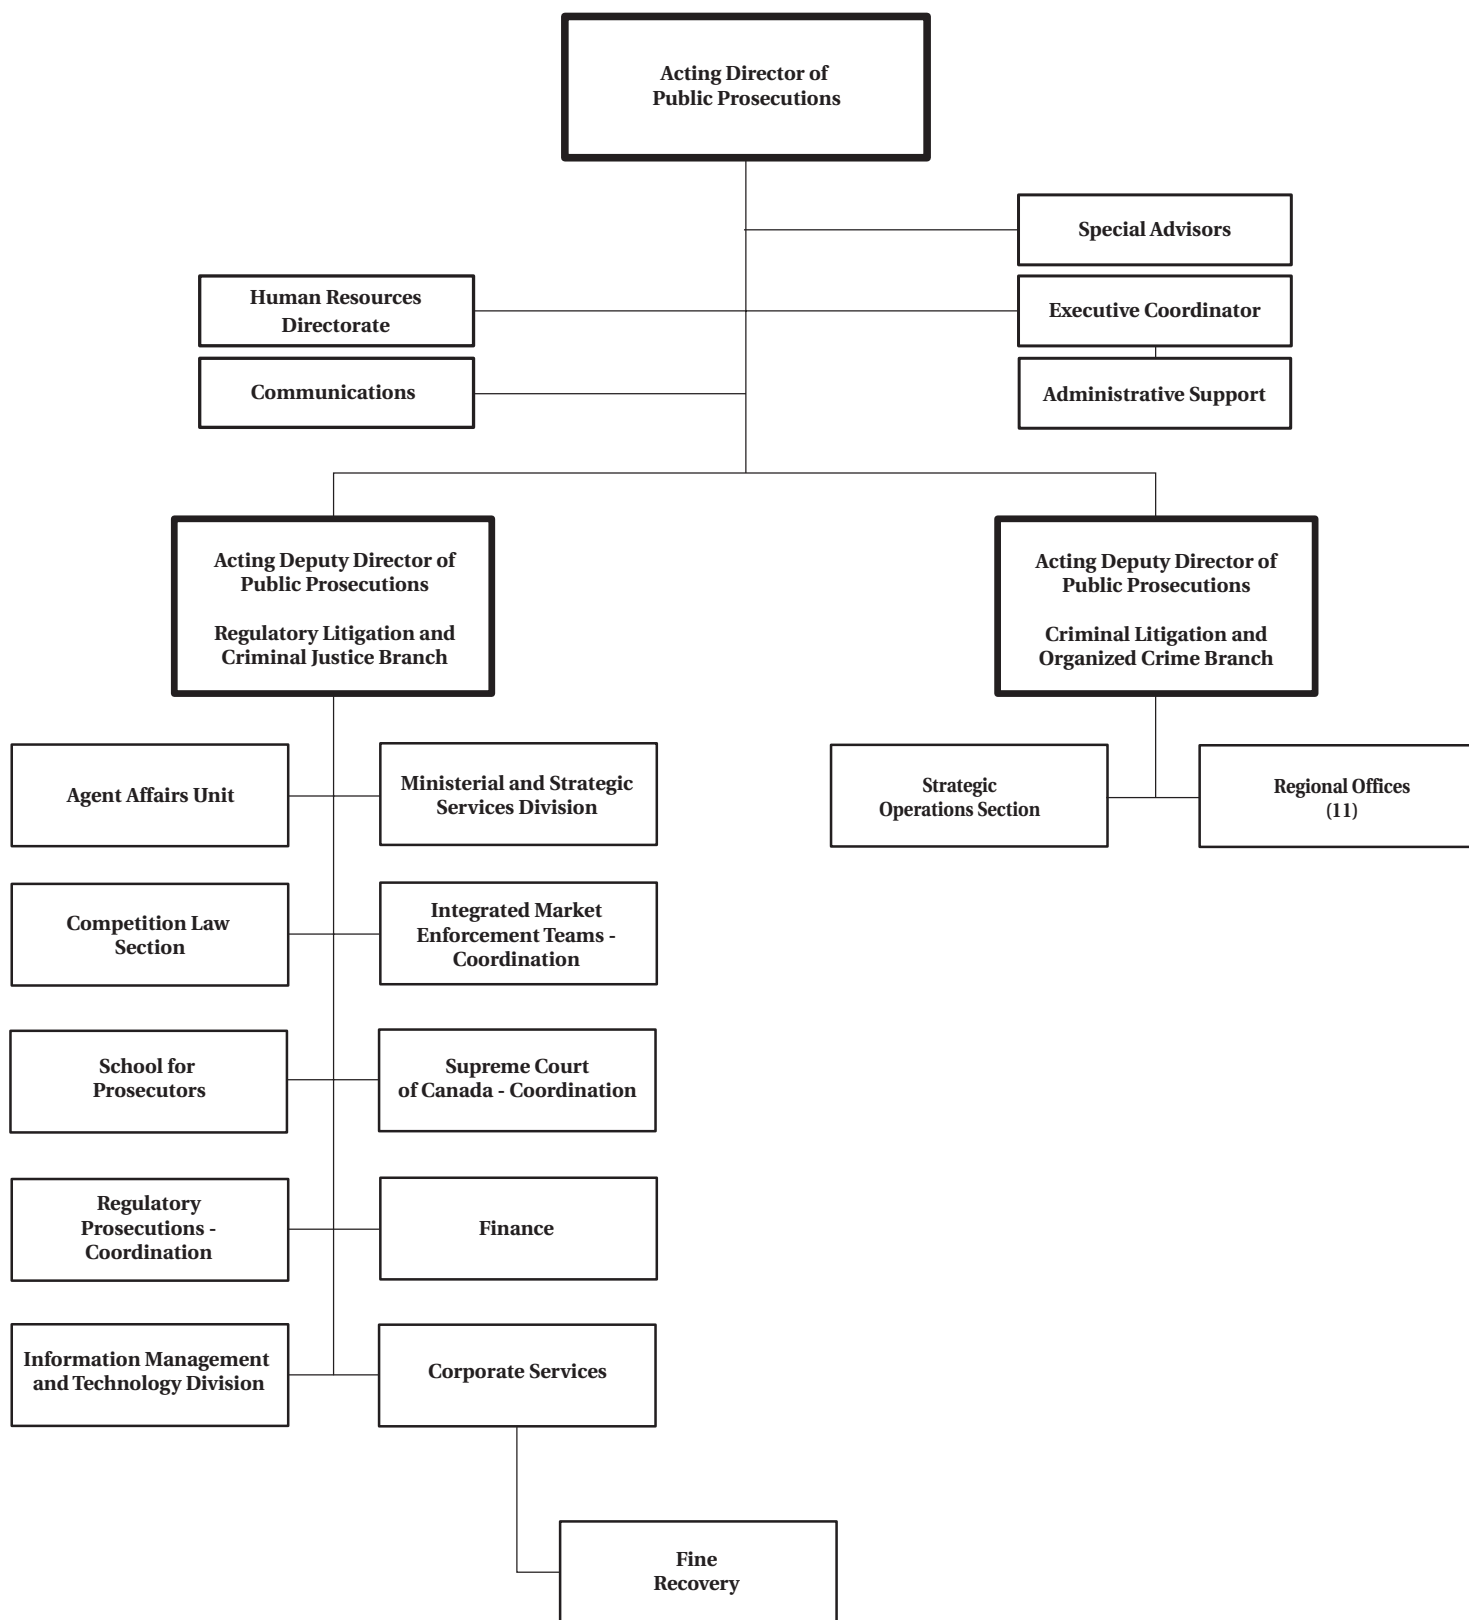 Acting Director of
Public Prosecutions
Special Advisors
Human Resources
Directorate
Executive Coordinator
Communications
Administrative Support
Acting Deputy Director of
Public Prosecutions
Regulatory Litigation and
Criminal Justice Branch
Acting Deputy Director of
Public Prosecutions
Criminal Litigation and
Organized Crime Branch
Agent Affairs Unit
Ministerial and Strategic
Services Division
Strategic
Operations Section
Regional Offices
(11)
Competition Law
Section
Integrated Market
Enforcement Teams -
Coordination
School for
Prosecutors
Supreme Court
of Canada - Coordination
Regulatory
Prosecutions -
Coordination
Finance
Information Management
and Technology Division
Corporate Services
Fine
Recovery